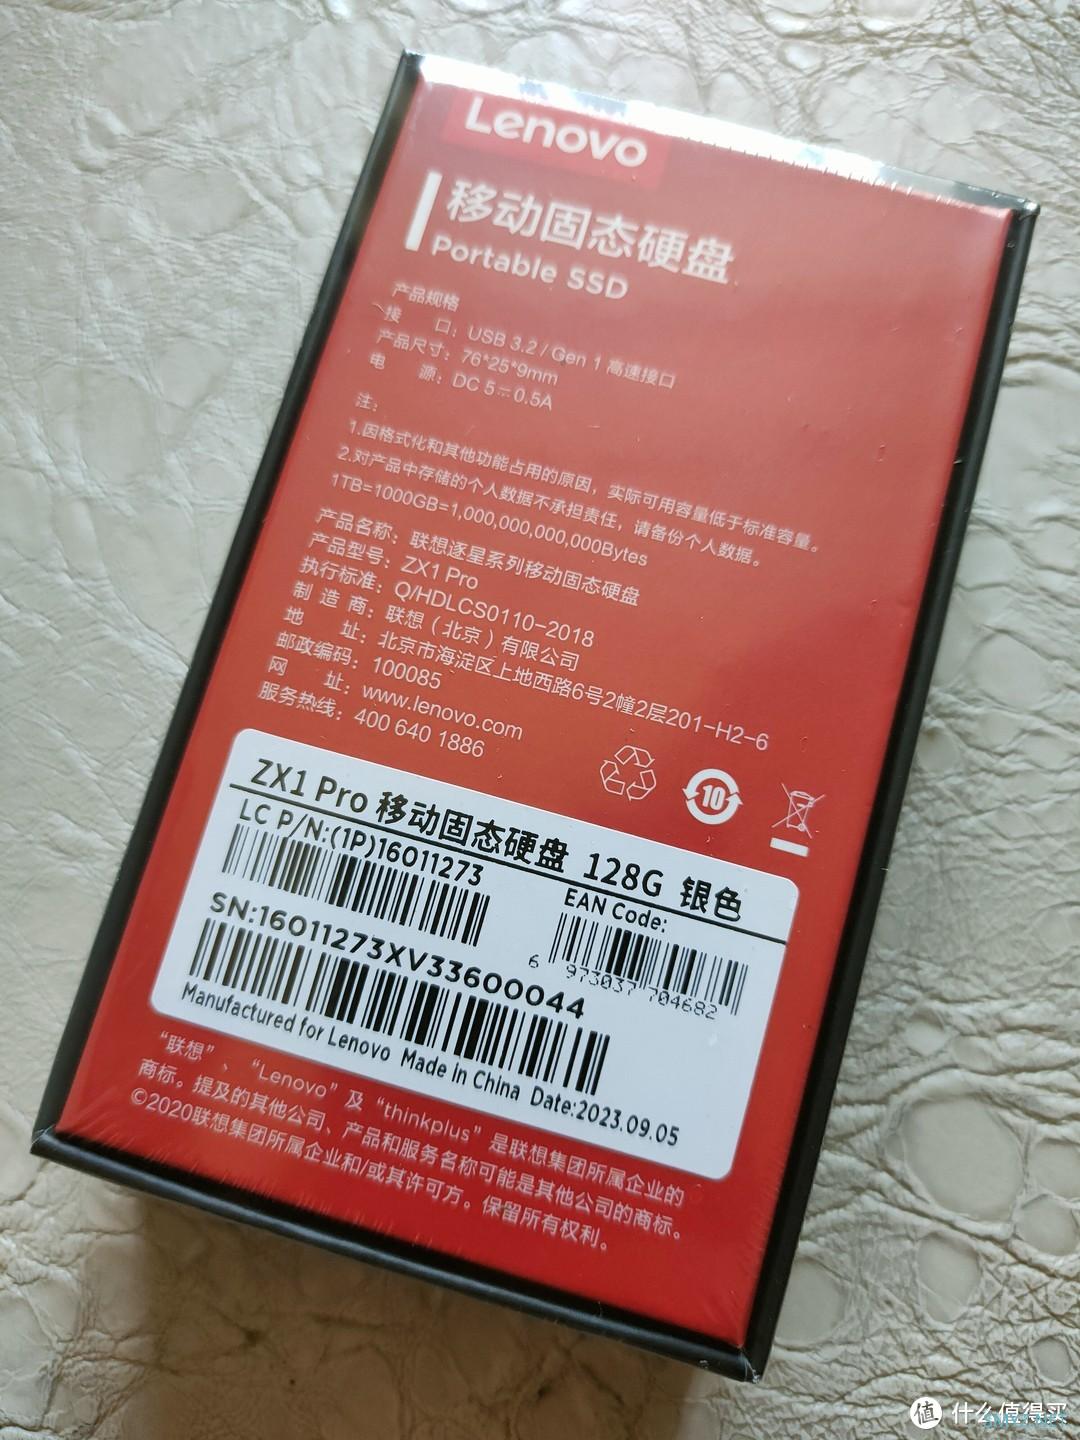 Lenovo
移动固态硬盘
Portable SSD
产品规格
接 口：USB 3.2 / Gen 1 高速接口
产品尺寸：76*25*9mm
电 源：DC 5⎓0.5A
注：
1.因格式化和其他功能占用的原因，实际可用容量低于标准容量。
2.对产品中存储的个人数据不承担责任，请备份个人数据。
1TB=1000GB=1,000,000,000,000Bytes
产品名称：联想逐星系列移动固态硬盘
产品型号：ZX1 Pro
执行标准：Q/HDLCS0110-2018
制 造 商：联想（北京）有限公司
地 址：北京市海淀区上地西路6号2幢2层201-H2-6
邮政编码：100085
网 址：www.lenovo.com
服务热线：400 640 1886
10
ZX1 Pro 移动固态硬盘 128G 银色
LC P/N:(1P)16011273
EAN Code:
6 973037 704682
SN:16011273XV33600044
Manufactured for Lenovo Made in China Date:2023.09.05
“联想”、“Lenovo”及“thinkplus”是联想集团所属企业的
商标。提及的其他公司、产品和服务名称可能是其他公司的商标。
©2020联想集团所属企业和/或其许可方。保留所有权利。
值 什么值得买